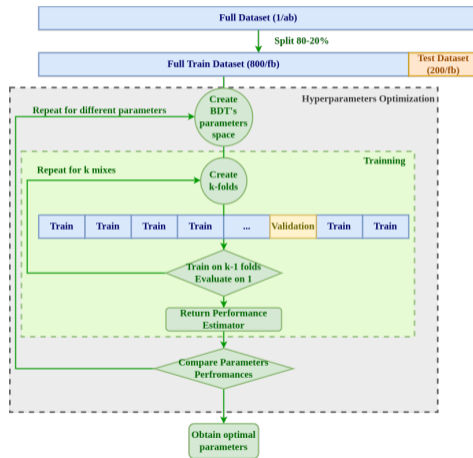 Full Dataset (1/ab)
Split 80-20%
Full Train Dataset (800/fb)
Test Dataset
(200/fb)
Hyperparameters Optimization
Create
BDT's
parameters
space
Repeat for different parameters
Trainning
Repeat for k mixes
Create
k-folds
Train Train Train Train ... Validation Train Train
Train on k-1 folds
Evaluate on 1
Return Performance
Estimator
Compare Parameters
Perfromances
Obtain optimal
parameters